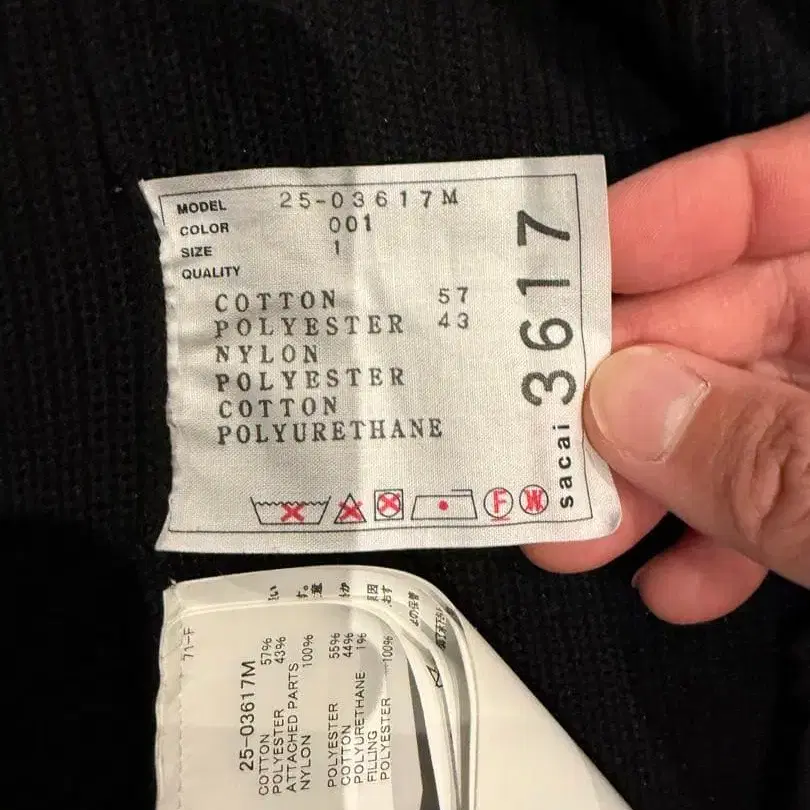 MODEL 25-03617M
COLOR 001
SIZE 1
QUALITY
COTTON 57
POLYESTER 43
NYLON
POLYESTER
COTTON
POLYURETHANE
F W
sacai 3617
71-F
25-03617M
COTTON 57%
POLYESTER 43%
ATTACHED PARTS
NYLON 100%
POLYESTER 55%
COTTON 44%
POLYURETHANE 1%
FILLING
POLYESTER 100%